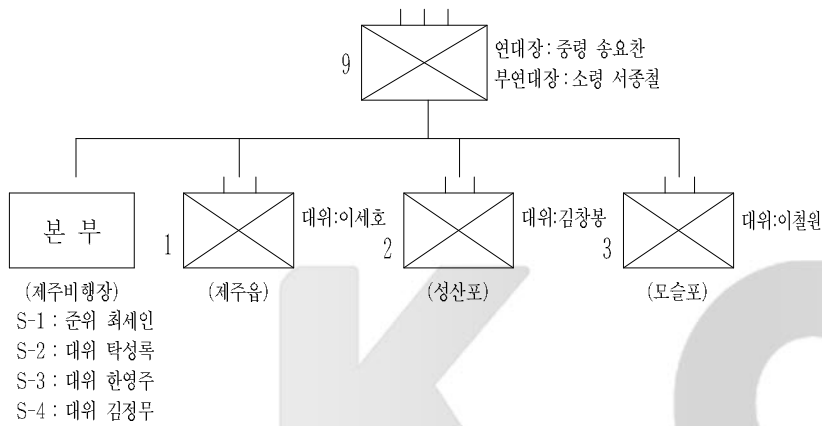 9
연대장 : 중령 송요찬
부연대장 : 소령 서종철
본 부
1
대위:이세호
2
대위:김창봉
3
대위:이철원
(제주비행장)
(제주읍)
(성산포)
(모슬포)
S-1 : 준위 최세인
S-2 : 대위 탁성록
S-3 : 대위 한영주
S-4 : 대위 김정무